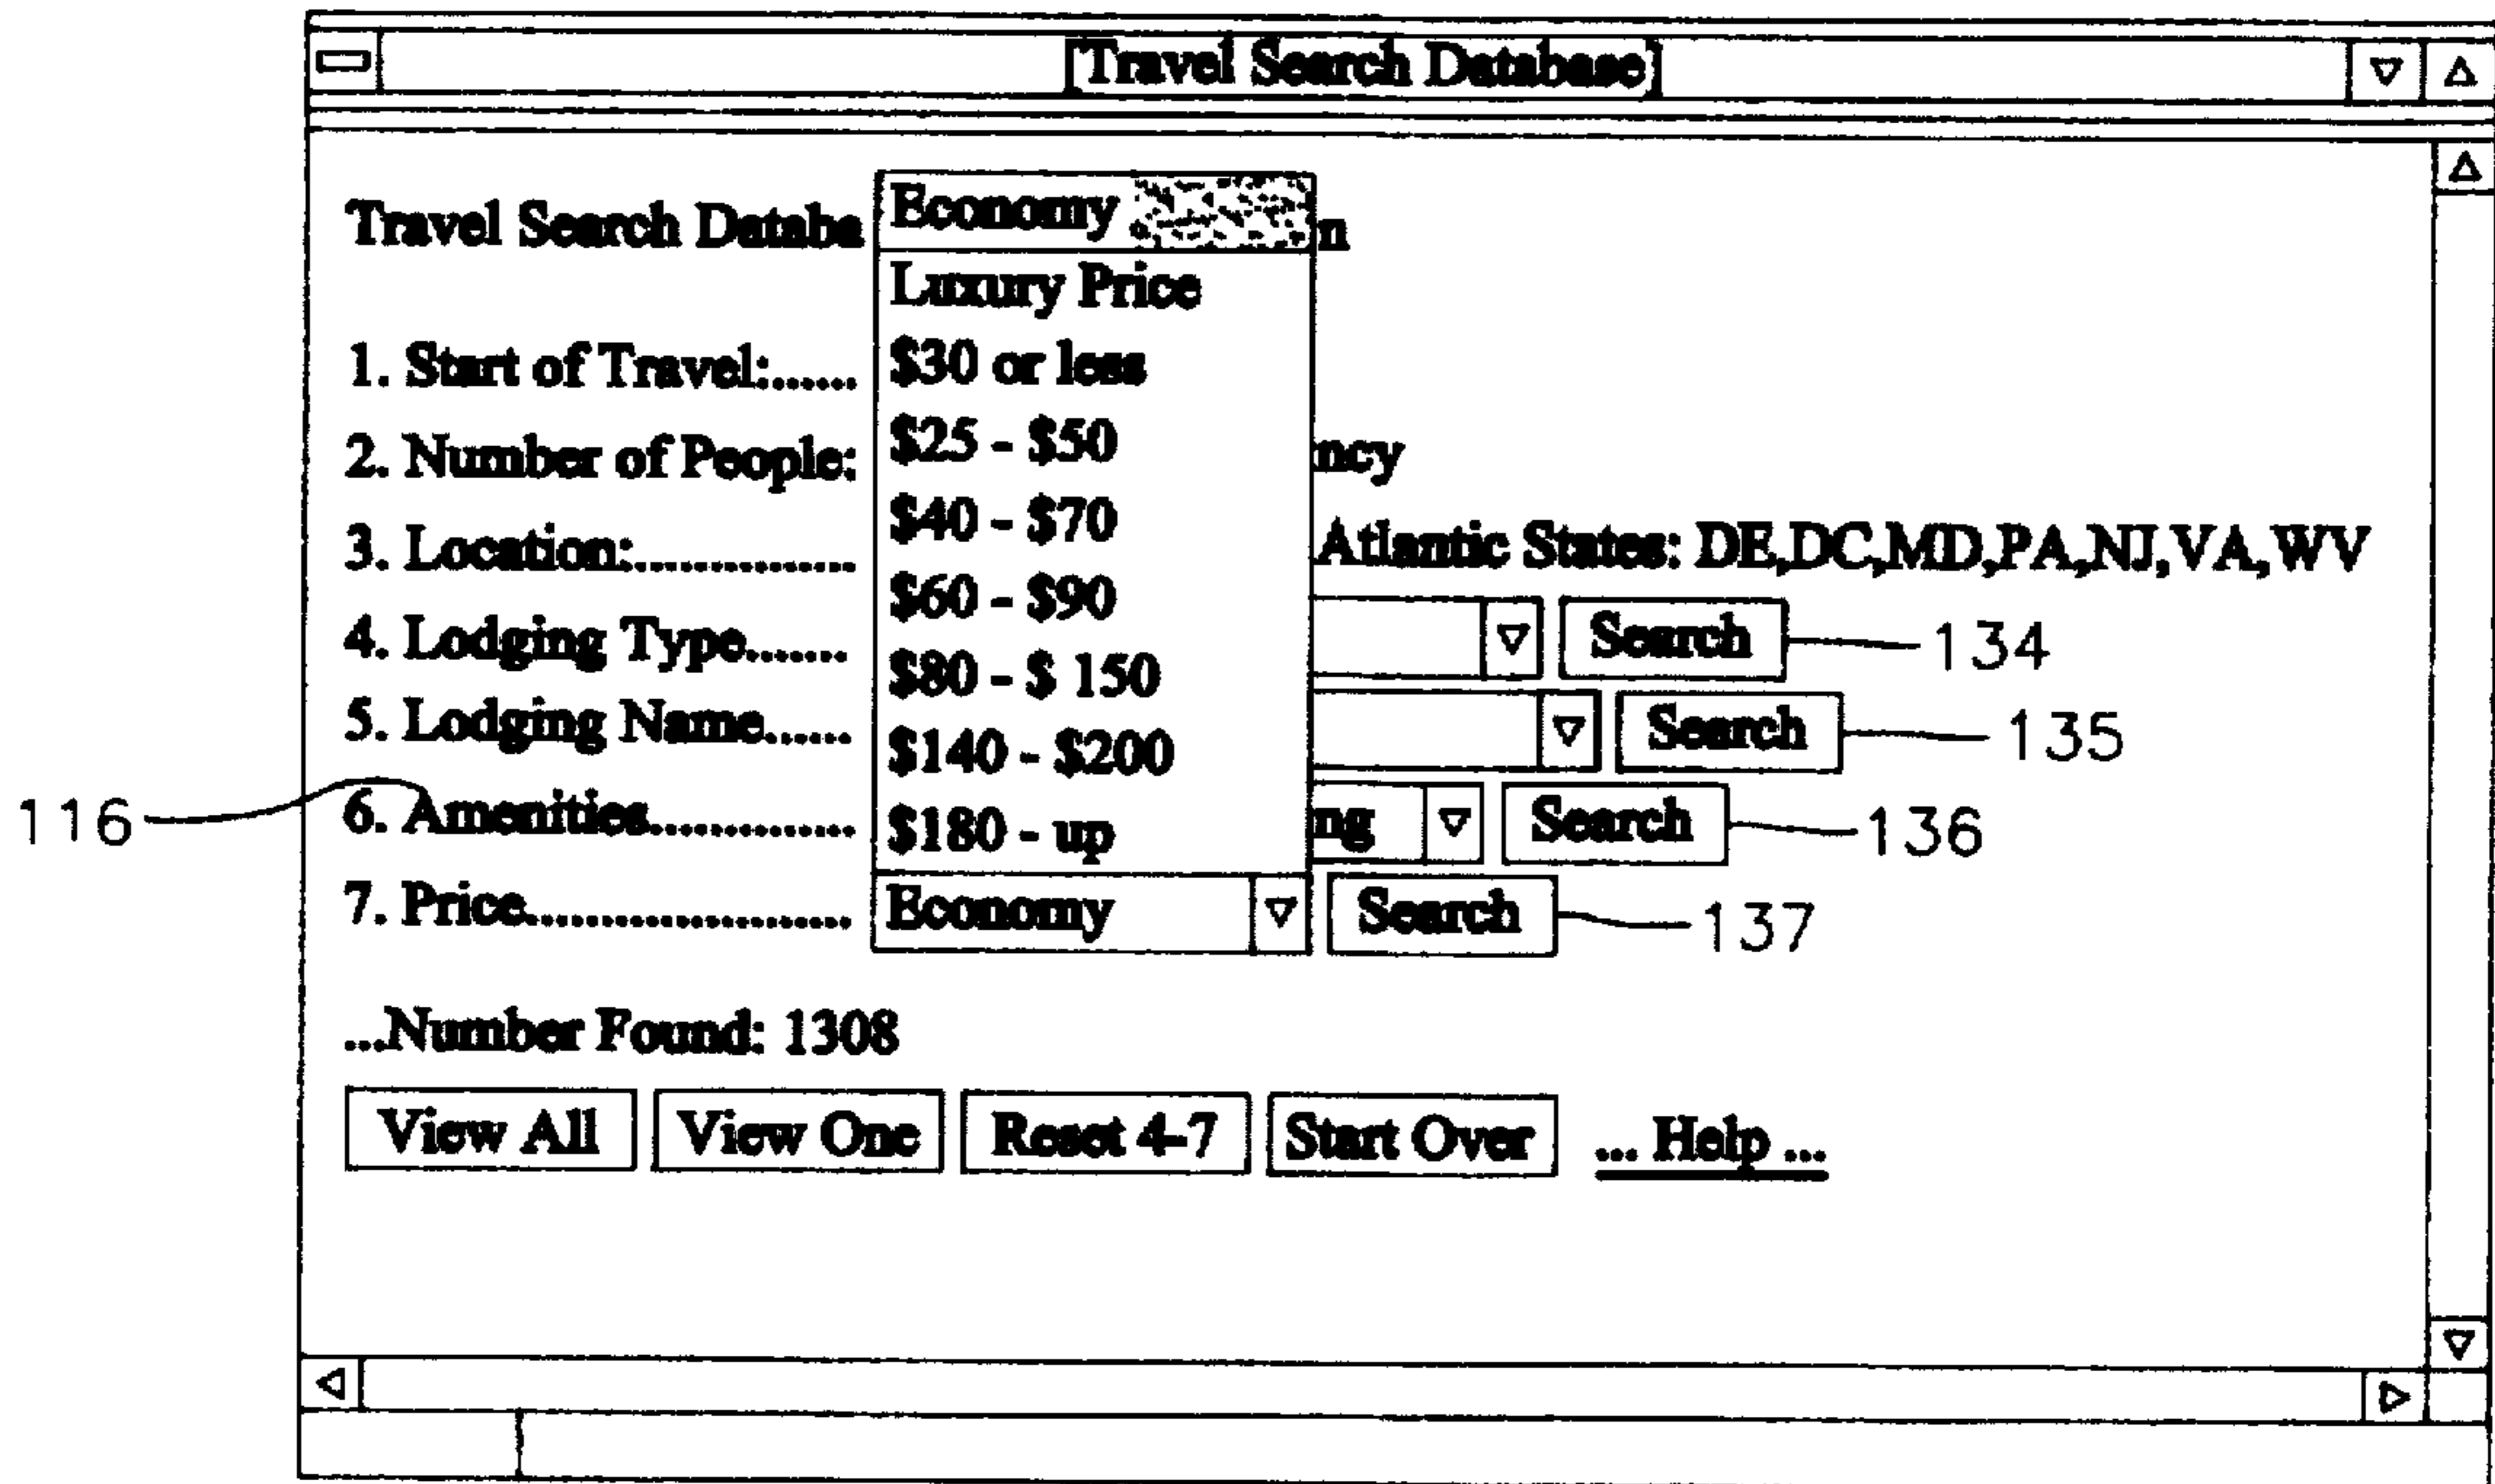 Travel Search Database
Travel Search Databa
n
Economy
Luxury Price
$30 or less
$25 - $50
$40 - $70
$60 - $90
$80 - $ 150
$140 - $200
$180 - up
1. Start of Travel:......
2. Number of People:
ncy
3. Location:...............
Atlantic States: DE,DC,MD,PA,NJ,VA,WV
4. Lodging Type.......
Search
134
5. Lodging Name......
Search
135
116
6. Amenities..............
ng
Search
136
7. Price......................
Economy
Search
137
...Number Found: 1308
View All
View One
Reset 4-7
Start Over
... Help ...